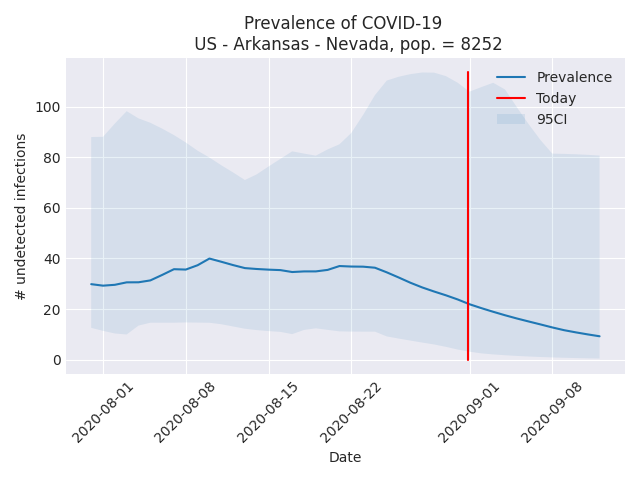 Prevalence of COVID-19
US - Arkansas - Nevada, pop. = 8252
Prevalence
Today
95CI
# undetected infections
100
80
60
40
20
0
2020-08-01
2020-08-08
2020-08-15
2020-08-22
2020-09-01
2020-09-08
Date